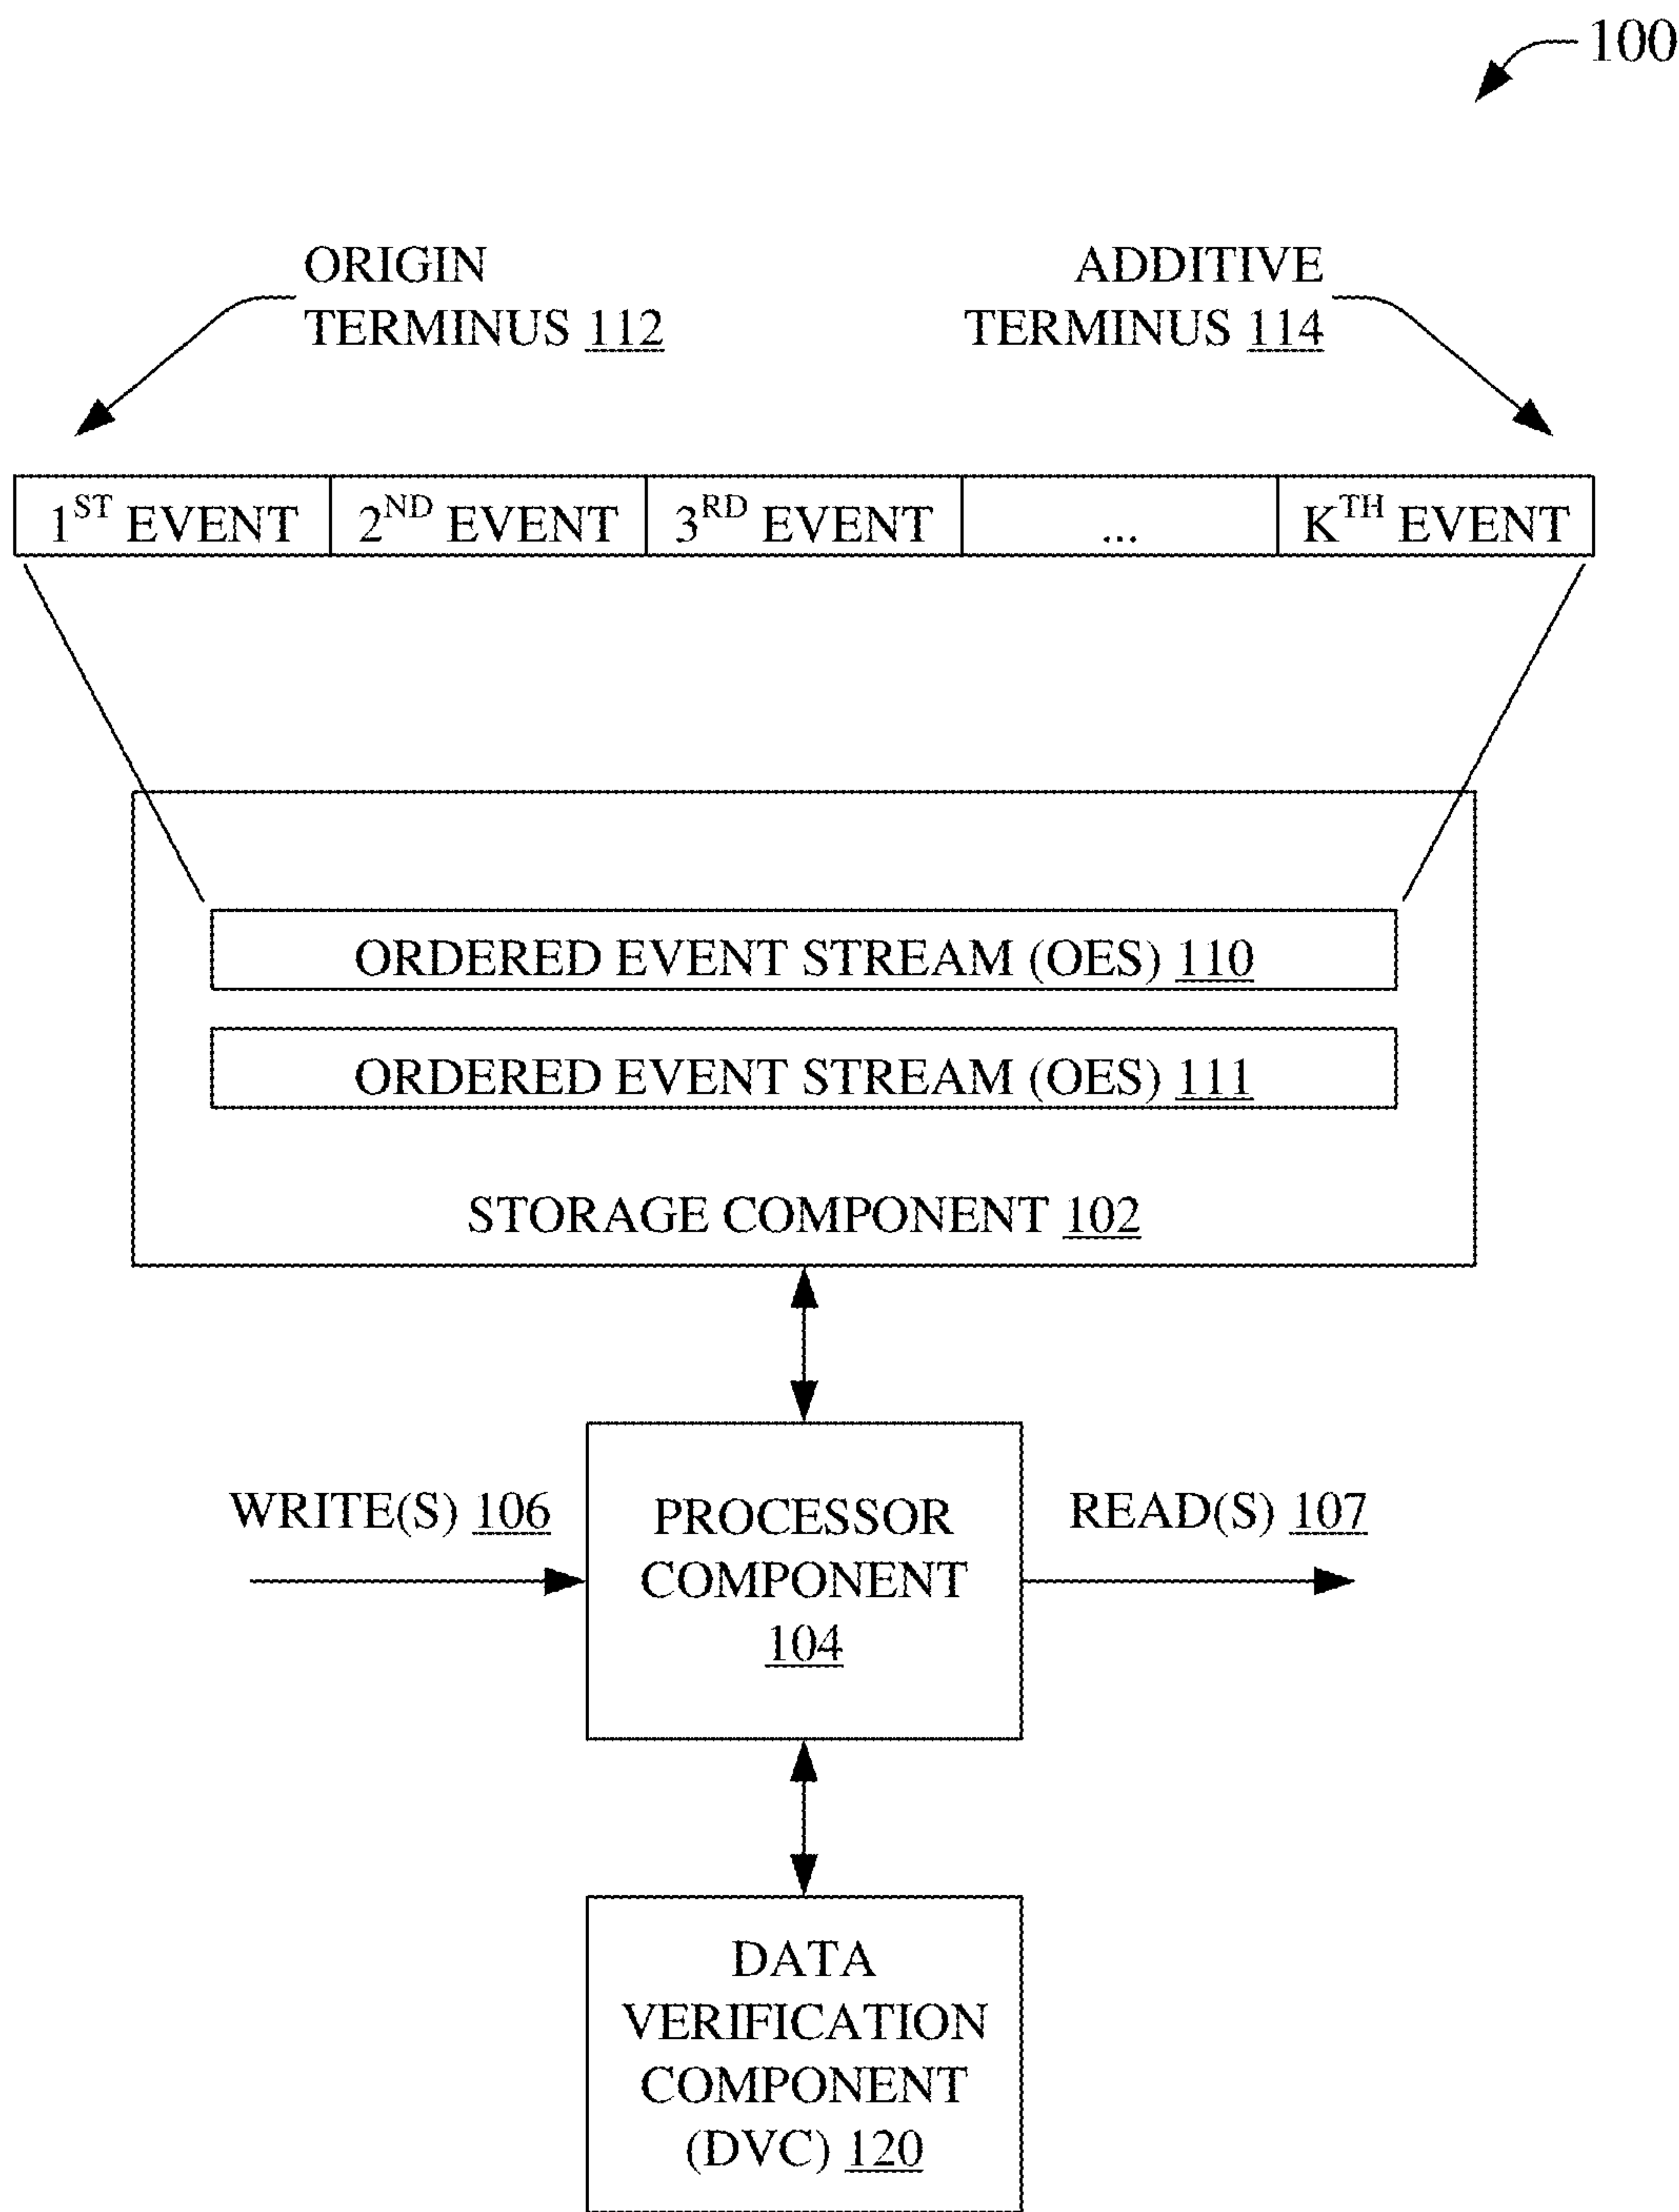 100
ORIGIN
TERMINUS 112
ADDITIVE
TERMINUS 114
1ST EVENT 2ND EVENT 3RD EVENT ... KTH EVENT
ORDERED EVENT STREAM (OES) 110
ORDERED EVENT STREAM (OES) 111
STORAGE COMPONENT 102
WRITE(S) 106
PROCESSOR
COMPONENT
104
READ(S) 107
DATA
VERIFICATION
COMPONENT
(DVC) 120